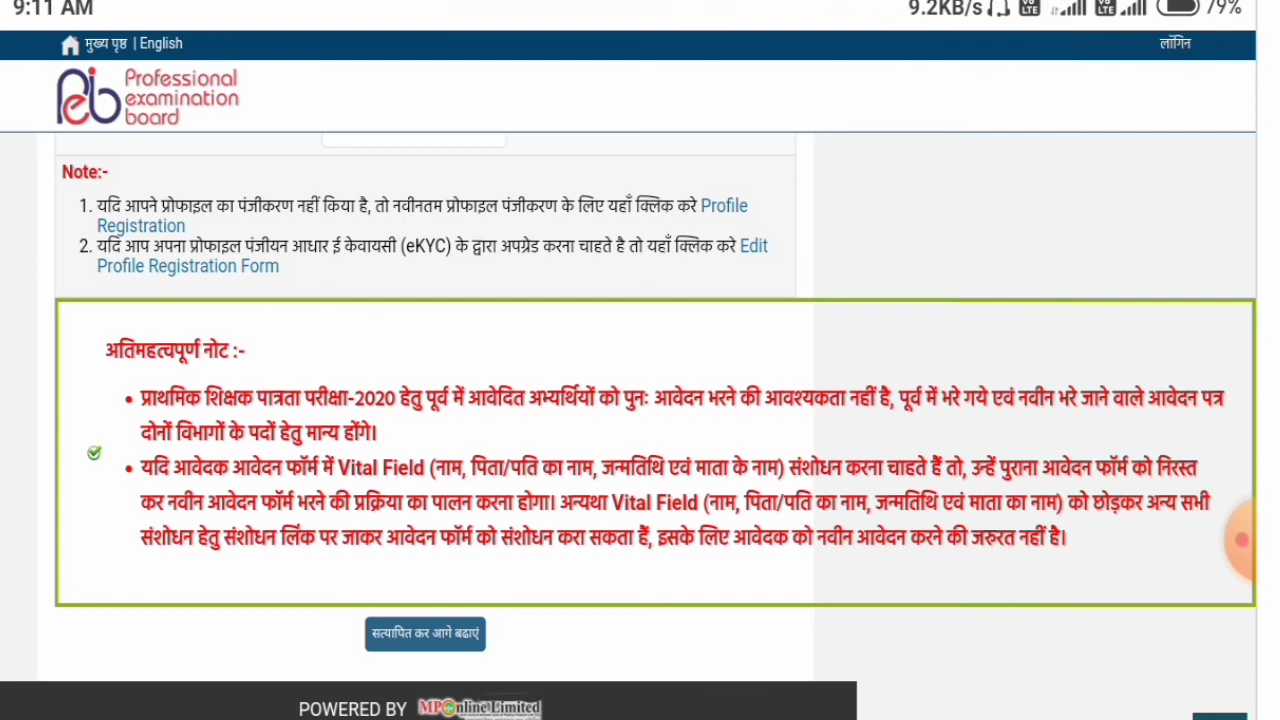 9:11 AM 9.2KB/s Vo LTE Vo LTE 79%
मुख्य पृष्ठ | English लॉगिन
Peb Professional
examination
board
Note:-
1. यदि आपने प्रोफाइल का पंजीकरण नहीं किया है, तो नवीनतम प्रोफाइल पंजीकरण के लिए यहाँ क्लिक करे Profile
Registration
2. यदि आप अपना प्रोफाइल पंजीयन आधार ई केवायसी (eKYC) के द्वारा अपग्रेड करना चाहते है तो यहाँ क्लिक करे Edit
Profile Registration Form
अतिमहत्वपूर्ण नोट :-
• प्राथमिक शिक्षक पात्रता परीक्षा-2020 हेतु पूर्व में आवेदित अभ्यर्थियों को पुनः आवेदन भरने की आवश्यकता नहीं है, पूर्व में भरे गये एवं नवीन भरे जाने वाले आवेदन पत्र
दोनों विभागों के पदों हेतु मान्य होंगे।
• यदि आवेदक आवेदन फॉर्म में Vital Field (नाम, पिता/पति का नाम, जन्मतिथि एवं माता के नाम) संशोधन करना चाहते हैं तो, उन्हें पुराना आवेदन फॉर्म को निरस्त
कर नवीन आवेदन फॉर्म भरने की प्रक्रिया का पालन करना होगा। अन्यथा Vital Field (नाम, पिता/पति का नाम, जन्मतिथि एवं माता का नाम) को छोड़कर अन्य सभी
संशोधन हेतु संशोधन लिंक पर जाकर आवेदन फॉर्म को संशोधन करा सकता हैं, इसके लिए आवेदक को नवीन आवेदन करने की जरुरत नहीं है।
सत्यापित कर आगे बढाएं
POWERED BY MPOnline Limited